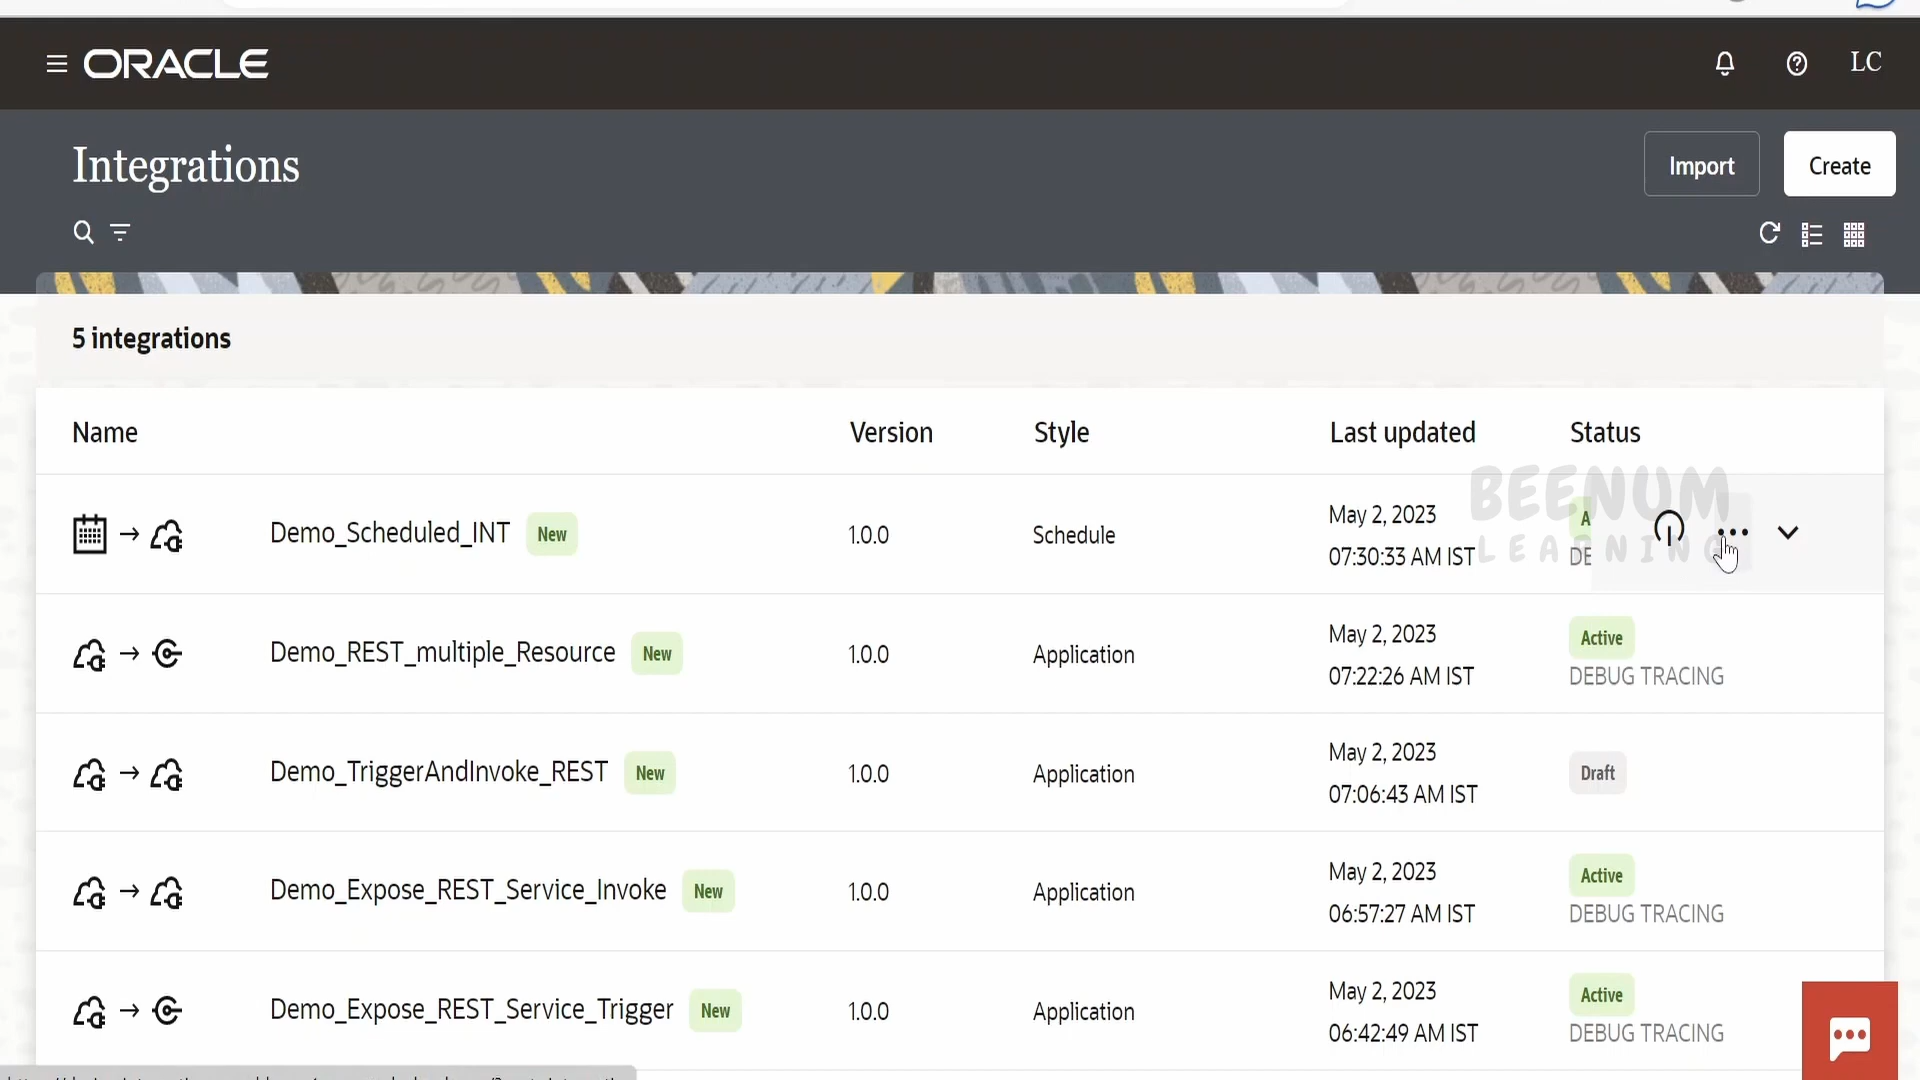 ORACLE
LC
Integrations
Import
Create
5 integrations
Name Version Style Last updated Status
Demo_Scheduled_INT New 1.0.0 Schedule May 2, 2023
07:30:33 AM IST
A
DE
BEENUM
LEARNING
Demo_REST_multiple_Resource New 1.0.0 Application May 2, 2023 Active
07:22:26 AM IST DEBUG TRACING
Demo_TriggerAndInvoke_REST New 1.0.0 Application May 2, 2023 Draft
07:06:43 AM IST
Demo_Expose_REST_Service_Invoke New 1.0.0 Application May 2, 2023 Active
06:57:27 AM IST DEBUG TRACING
Demo_Expose_REST_Service_Trigger New 1.0.0 Application May 2, 2023 Active
06:42:49 AM IST DEBUG TRACING